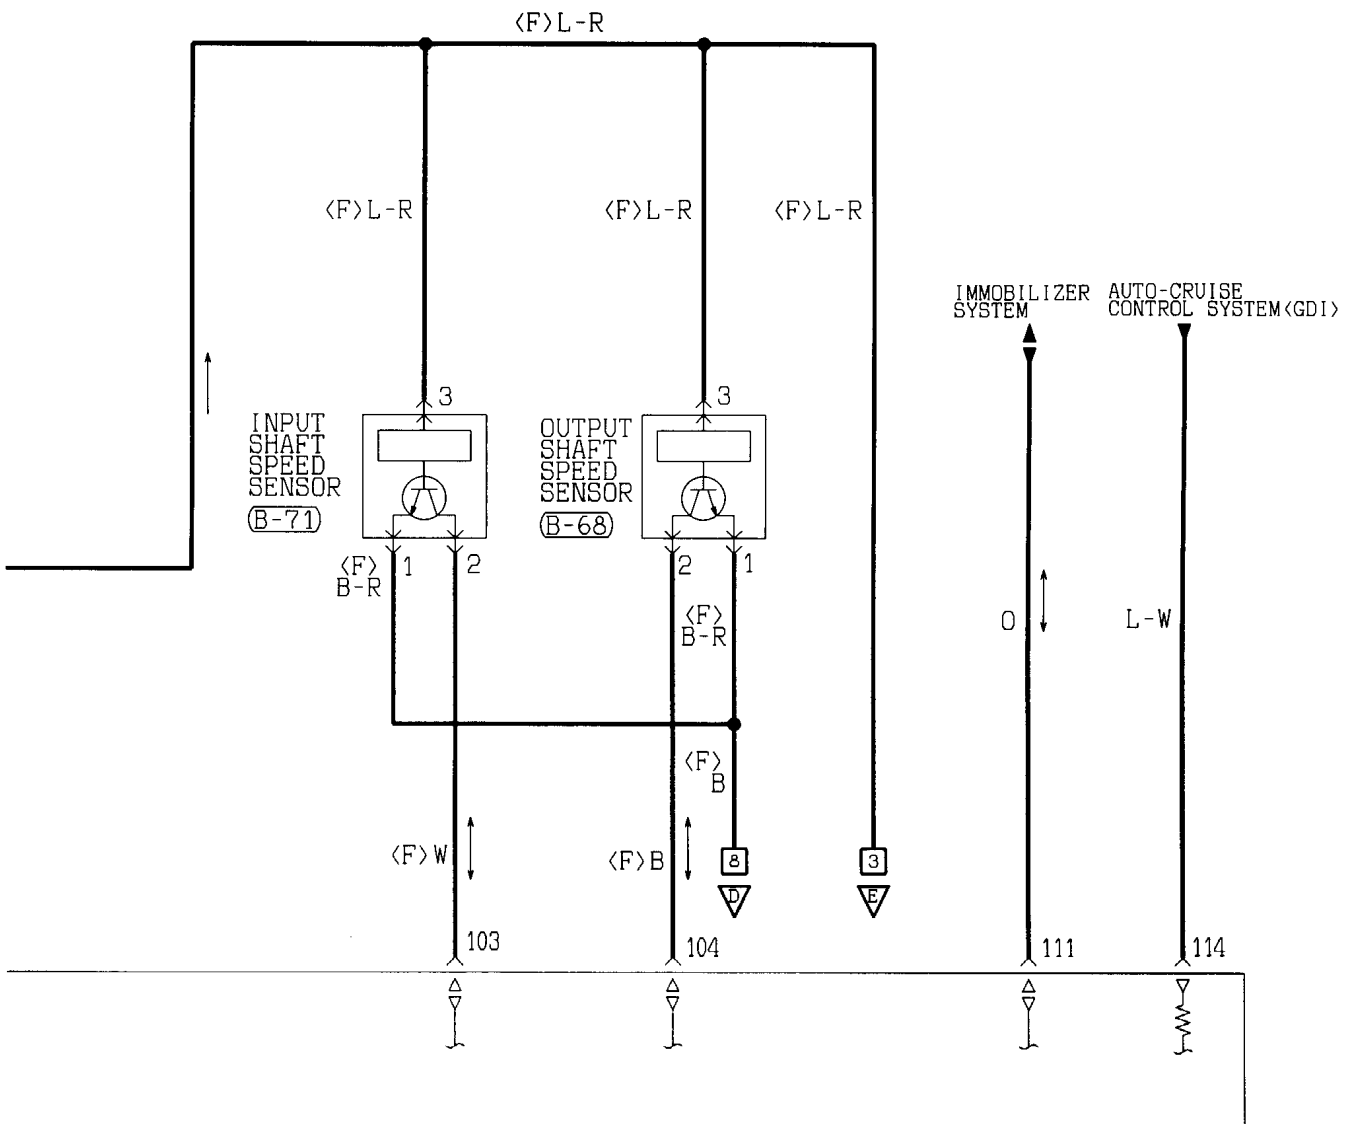 〈F〉L-R
〈F〉L-R
〈F〉L-R
〈F〉L-R
IMMOBILIZER
SYSTEM
AUTO-CRUISE
CONTROL SYSTEM〈GDI〉
3
3
INPUT
SHAFT
SPEED
SENSOR
B-71
OUTPUT
SHAFT
SPEED
SENSOR
B-68
〈F〉
B-R
1
2
2
1
〈F〉
B-R
O
L-W
〈F〉
B
〈F〉W
〈F〉B
8
3
D
E
103
104
111
114